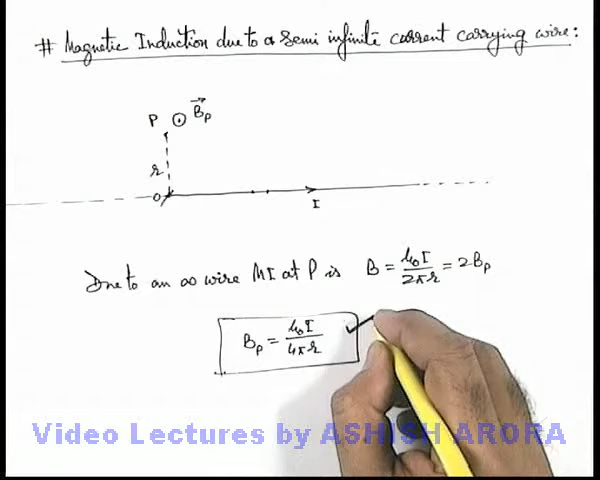 # Magnetic Induction due to a semi infinite current carrying wire:
P ⊙ B⃗ₚ
r
O
I
Due to an ∞ wire MI at P is B = μ₀I/2πr = 2Bₚ
Bₚ = μ₀I/4πr ✓
Video Lectures by ASHISH ARORA